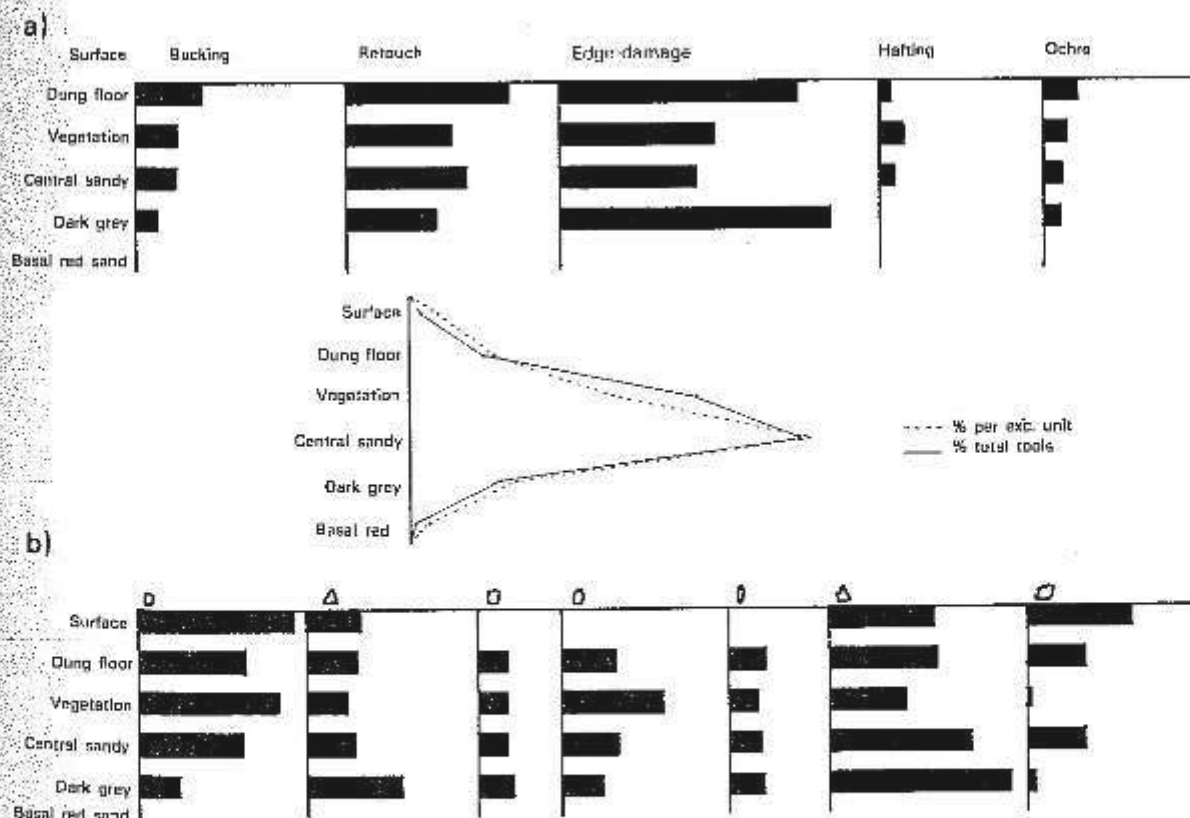 a)
Surface Backing Retouch Edge-damage Hafting Ochre
Dung floor
Vegetation
Central sandy
Dark grey
Basal red sand
Surface
Dung floor
Vegetation
Central sandy
Dark grey
Basal red
% per exc. unit
% total tools
b)
Surface
Dung floor
Vegetation
Central sandy
Dark grey
Basal red sand